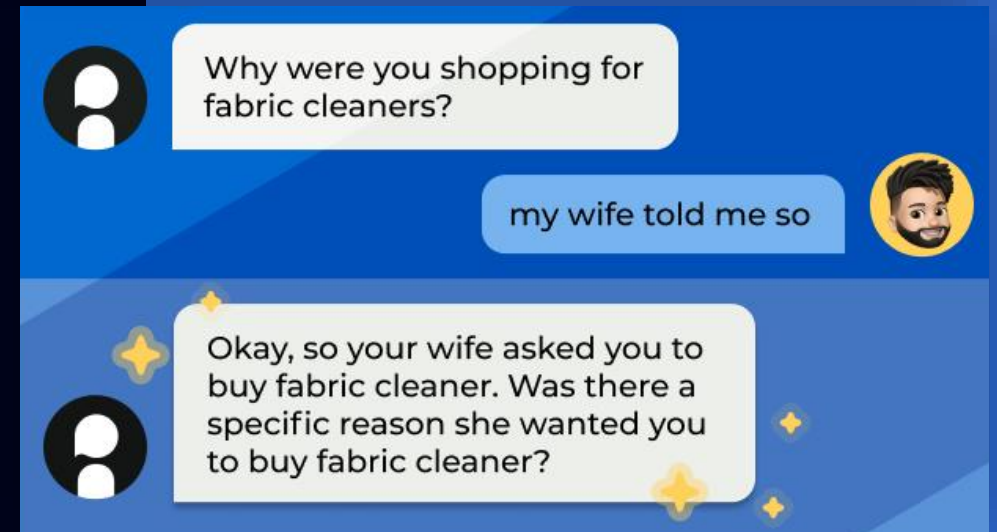 Why were you shopping for
fabric cleaners?
my wife told me so
Okay, so your wife asked you to
buy fabric cleaner. Was there a
specific reason she wanted you
to buy fabric cleaner?